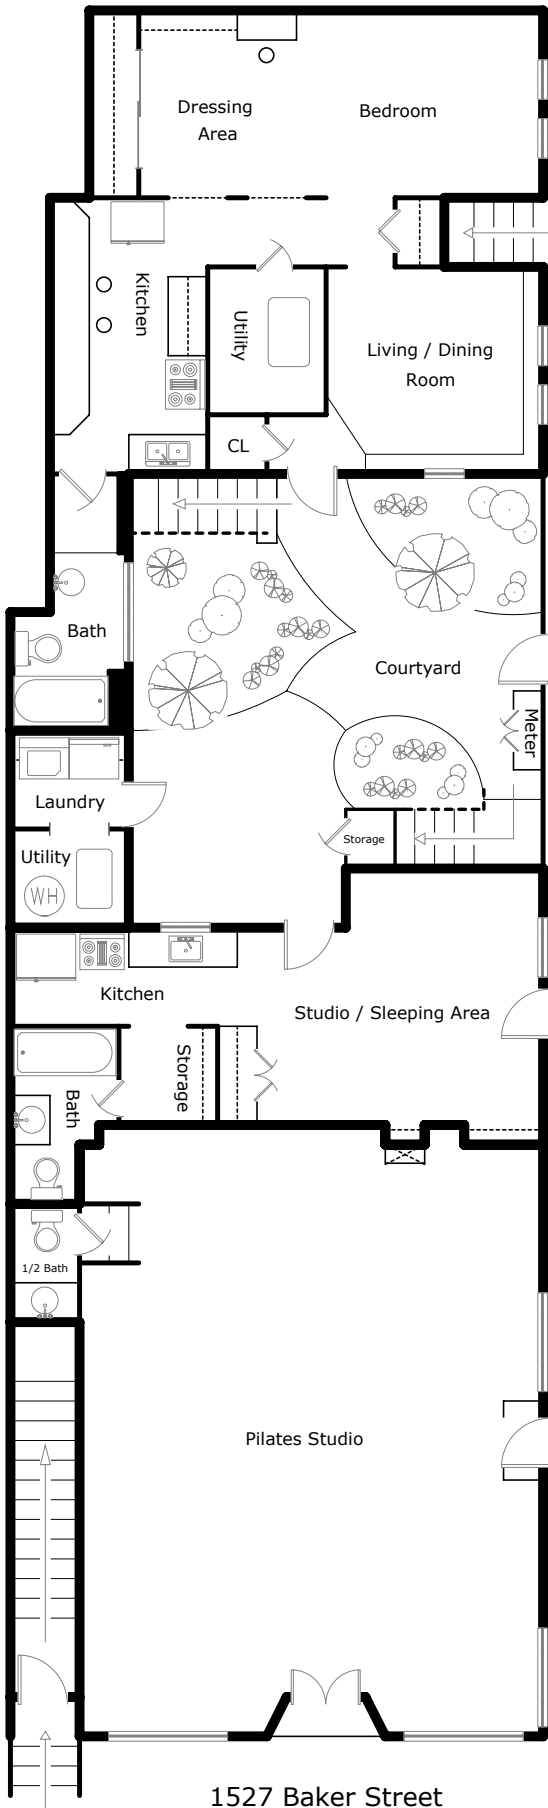 Dressing
Area
Bedroom
Kitchen
Utility
Living / Dining
Room
CL
Bath
Courtyard
Meter
Laundry
Storage
Utility
WH
Kitchen
Studio / Sleeping Area
Storage
Bath
1/2 Bath
Pilates Studio
1527 Baker Street